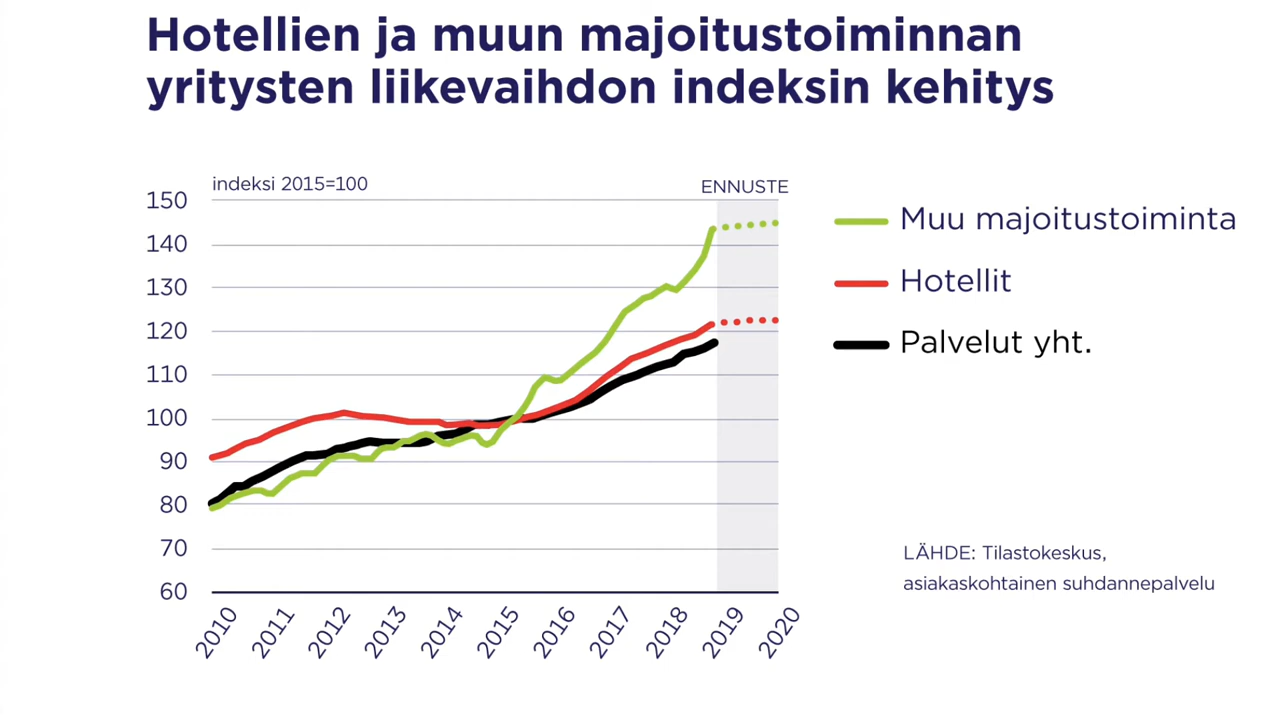 Hotellien ja muun majoitustoiminnan
yritysten liikevaihdon indeksin kehitys
indeksi 2015=100
ENNUSTE
150
140
130
120
110
100
90
80
70
60
2010
2011
2012
2013
2014
2015
2016
2017
2018
2019
2020
Muu majoitustoiminta
Hotellit
Palvelut yht.
LÄHDE: Tilastokeskus,
asiakaskohtainen suhdannepalvelu